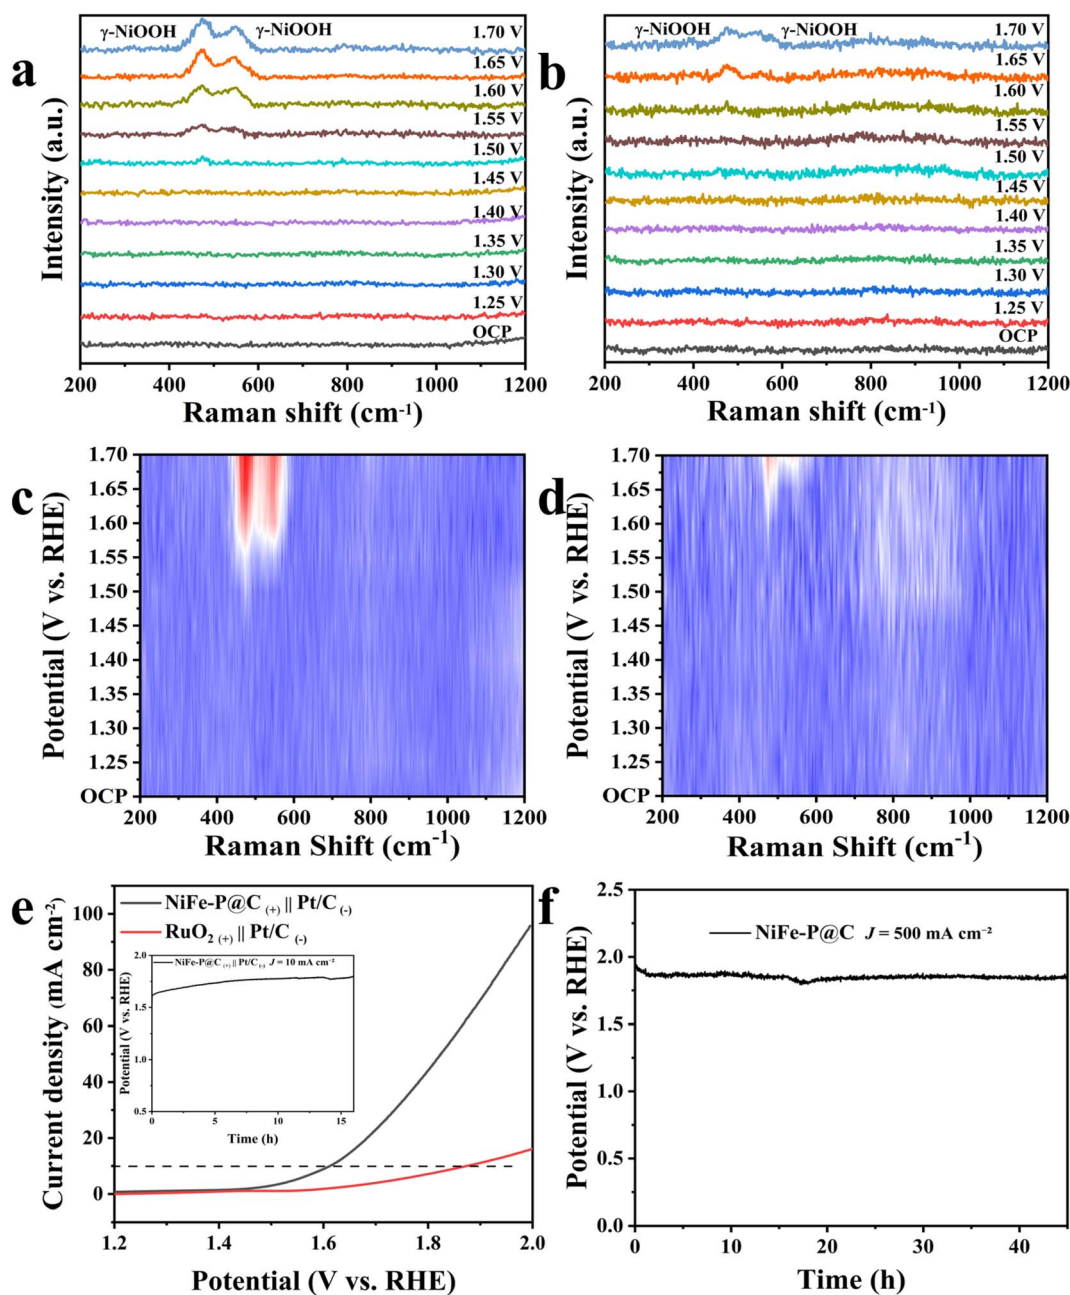 a
γ-NiOOH γ-NiOOH
1.70 V
1.65 V
1.60 V
1.55 V
1.50 V
1.45 V
1.40 V
1.35 V
1.30 V
1.25 V
OCP
Intensity (a.u.)
200 400 600 800 1000 1200
Raman shift (cm⁻¹)
b
γ-NiOOH γ-NiOOH
1.70 V
1.65 V
1.60 V
1.55 V
1.50 V
1.45 V
1.40 V
1.35 V
1.30 V
1.25 V
OCP
Intensity (a.u.)
200 400 600 800 1000 1200
Raman shift (cm⁻¹)
c
1.70
1.65
1.60
1.55
1.50
1.45
1.40
1.35
1.30
1.25
OCP
Potential (V vs. RHE)
200 400 600 800 1000 1200
Raman Shift (cm⁻¹)
d
1.70
1.65
1.60
1.55
1.50
1.45
1.40
1.35
1.30
1.25
OCP
Potential (V vs. RHE)
200 400 600 800 1000 1200
Raman Shift (cm⁻¹)
e
NiFe-P@C (+) || Pt/C (-)
RuO₂ (+) || Pt/C (-)
100
80
60
40
20
0
Current density (mA cm⁻²)
NiFe-P@C (+) || Pt/C (-) J = 10 mA cm⁻²
2.0
1.5
1.0
0.5
Potential (V vs. RHE)
0 5 10 15
Time (h)
1.2 1.4 1.6 1.8 2.0
Potential (V vs. RHE)
f
NiFe-P@C J = 500 mA cm⁻²
2.5
2.0
1.5
1.0
0.5
0.0
Potential (V vs. RHE)
0 10 20 30 40
Time (h)